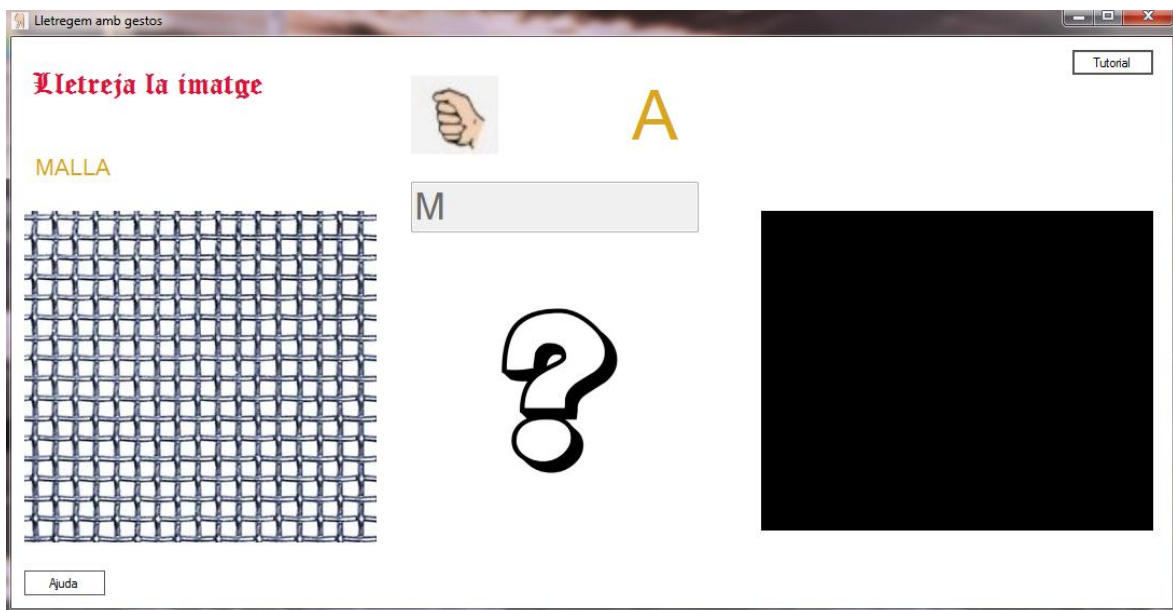 Lletregem amb gestos
Tutorial
Lletreja la imatge
A
MALLA
M
?
Ajuda